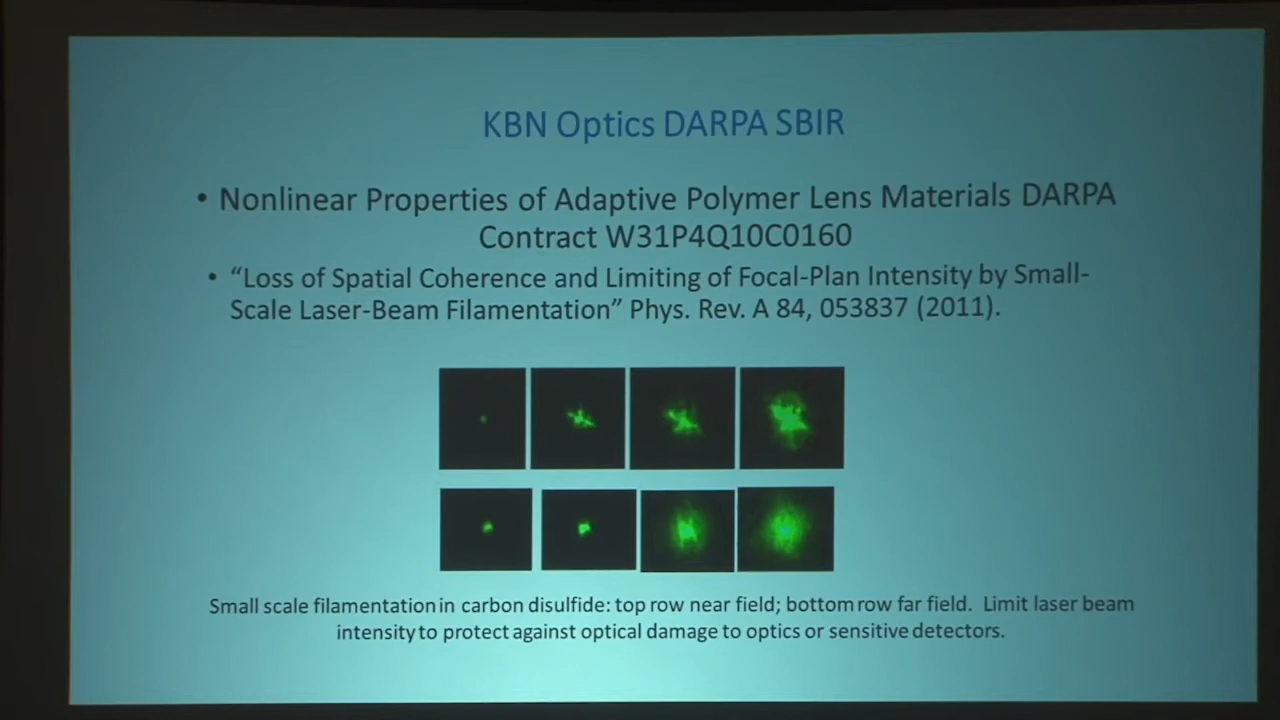 KBN Optics DARPA SBIR
• Nonlinear Properties of Adaptive Polymer Lens Materials DARPA
Contract W31P4Q10C0160
• “Loss of Spatial Coherence and Limiting of Focal-Plan Intensity by Small-
Scale Laser-Beam Filamentation” Phys. Rev. A 84, 053837 (2011).
Small scale filamentation in carbon disulfide: top row near field; bottom row far field. Limit laser beam
intensity to protect against optical damage to optics or sensitive detectors.